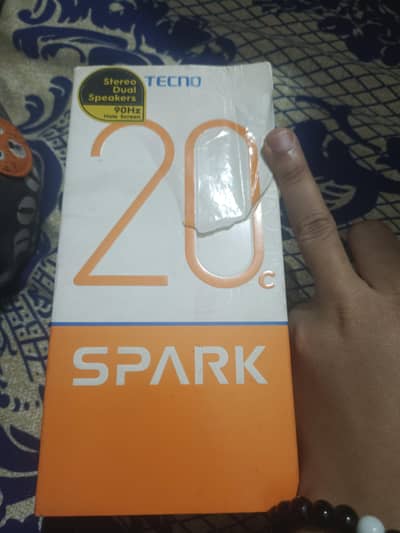 TECNO
Stereo
Dual
Speakers
90Hz
Hole Screen
20
C
SPARK